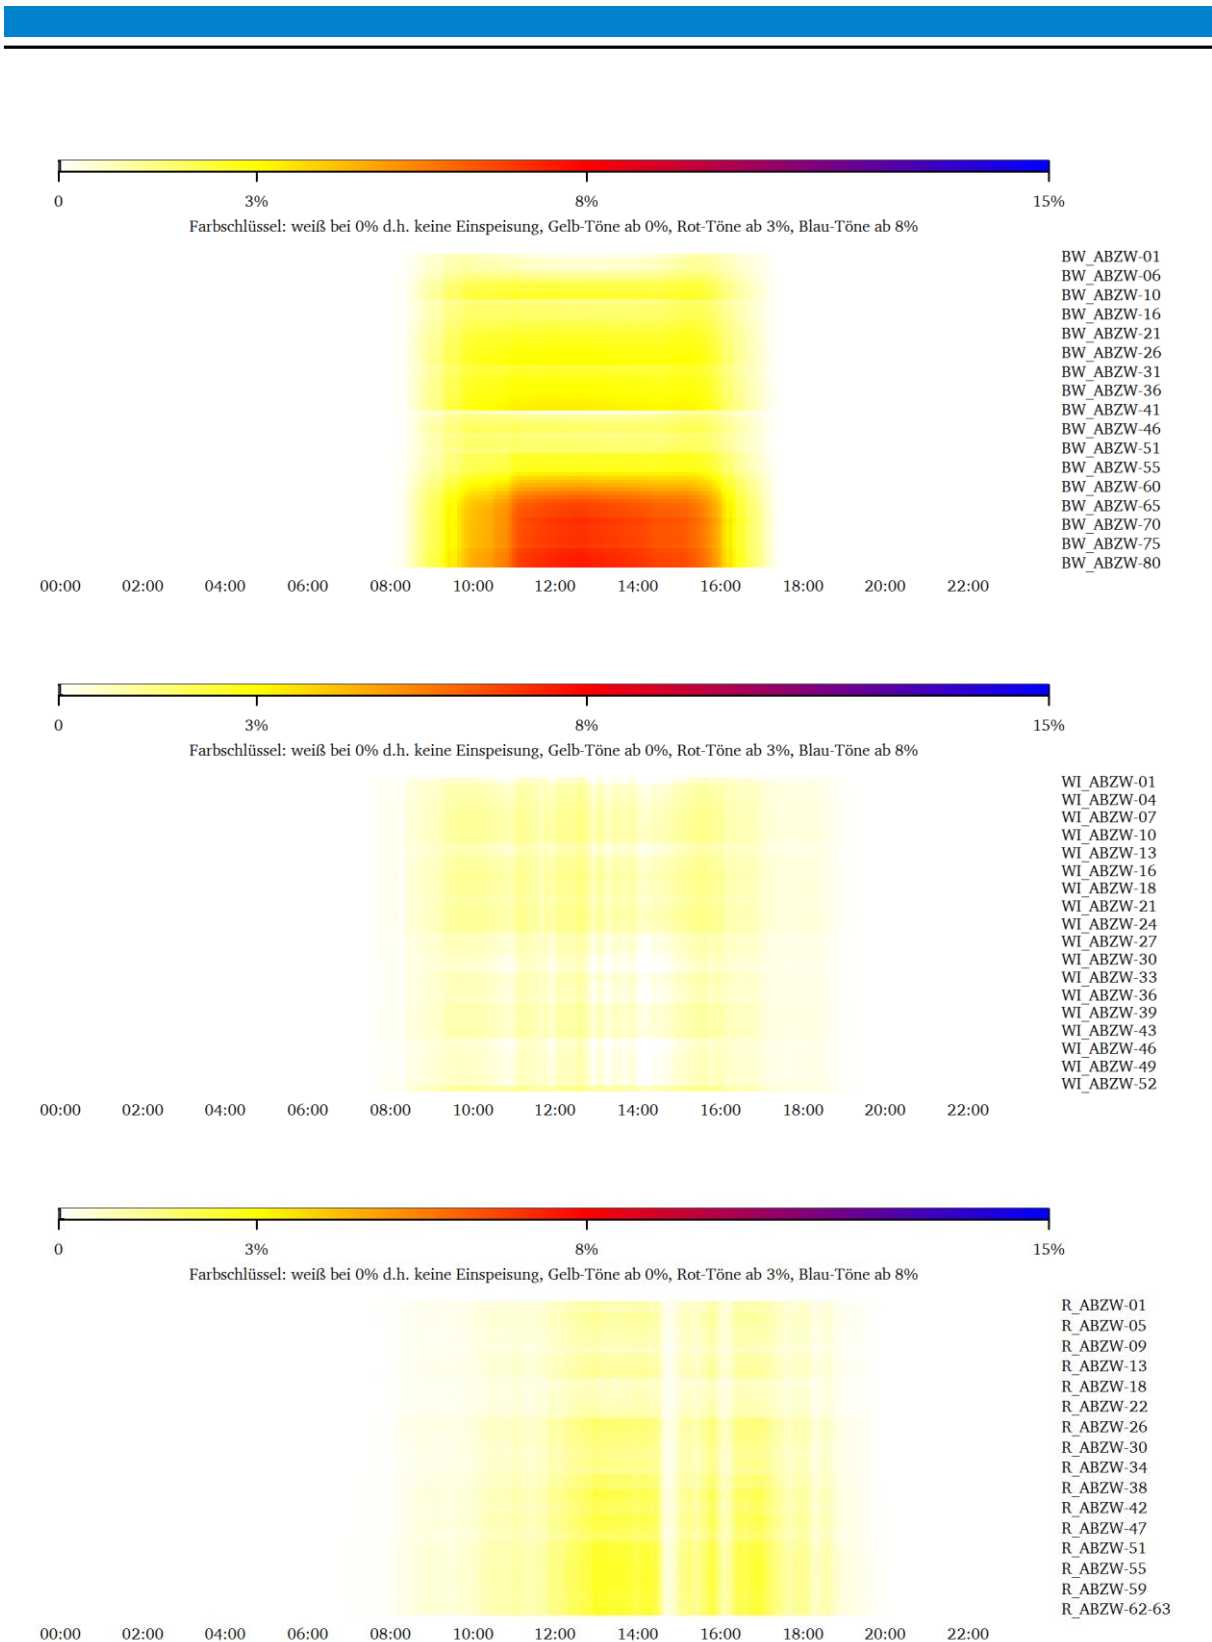 0 3% 8% 15%
Farbschlüssel: weiß bei 0% d.h. keine Einspeisung, Gelb-Töne ab 0%, Rot-Töne ab 3%, Blau-Töne ab 8%
BW_ABZW-01
BW_ABZW-06
BW_ABZW-10
BW_ABZW-16
BW_ABZW-21
BW_ABZW-26
BW_ABZW-31
BW_ABZW-36
BW_ABZW-41
BW_ABZW-46
BW_ABZW-51
BW_ABZW-55
BW_ABZW-60
BW_ABZW-65
BW_ABZW-70
BW_ABZW-75
BW_ABZW-80
00:00 02:00 04:00 06:00 08:00 10:00 12:00 14:00 16:00 18:00 20:00 22:00
0 3% 8% 15%
Farbschlüssel: weiß bei 0% d.h. keine Einspeisung, Gelb-Töne ab 0%, Rot-Töne ab 3%, Blau-Töne ab 8%
WI_ABZW-01
WI_ABZW-04
WI_ABZW-07
WI_ABZW-10
WI_ABZW-13
WI_ABZW-16
WI_ABZW-18
WI_ABZW-21
WI_ABZW-24
WI_ABZW-27
WI_ABZW-30
WI_ABZW-33
WI_ABZW-36
WI_ABZW-39
WI_ABZW-43
WI_ABZW-46
WI_ABZW-49
WI_ABZW-52
00:00 02:00 04:00 06:00 08:00 10:00 12:00 14:00 16:00 18:00 20:00 22:00
0 3% 8% 15%
Farbschlüssel: weiß bei 0% d.h. keine Einspeisung, Gelb-Töne ab 0%, Rot-Töne ab 3%, Blau-Töne ab 8%
R_ABZW-01
R_ABZW-05
R_ABZW-09
R_ABZW-13
R_ABZW-18
R_ABZW-22
R_ABZW-26
R_ABZW-30
R_ABZW-34
R_ABZW-38
R_ABZW-42
R_ABZW-47
R_ABZW-51
R_ABZW-55
R_ABZW-59
R_ABZW-62-63
00:00 02:00 04:00 06:00 08:00 10:00 12:00 14:00 16:00 18:00 20:00 22:00